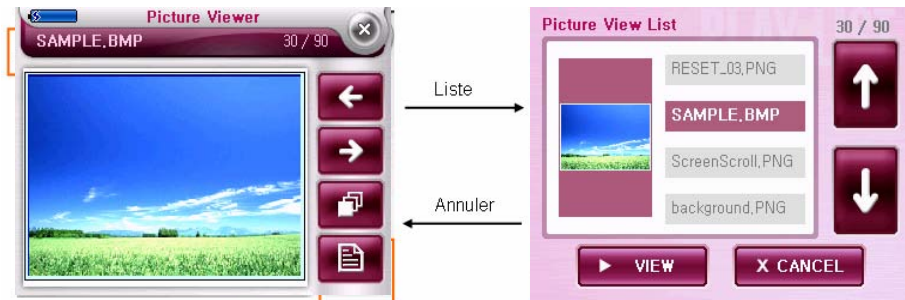 Picture Viewer
SAMPLE.BMP 30 / 90
Liste
Annuler
Picture View List 30 / 90
RESET_03.PNG
SAMPLE.BMP
ScreenScroll.PNG
background.PNG
VIEW X CANCEL